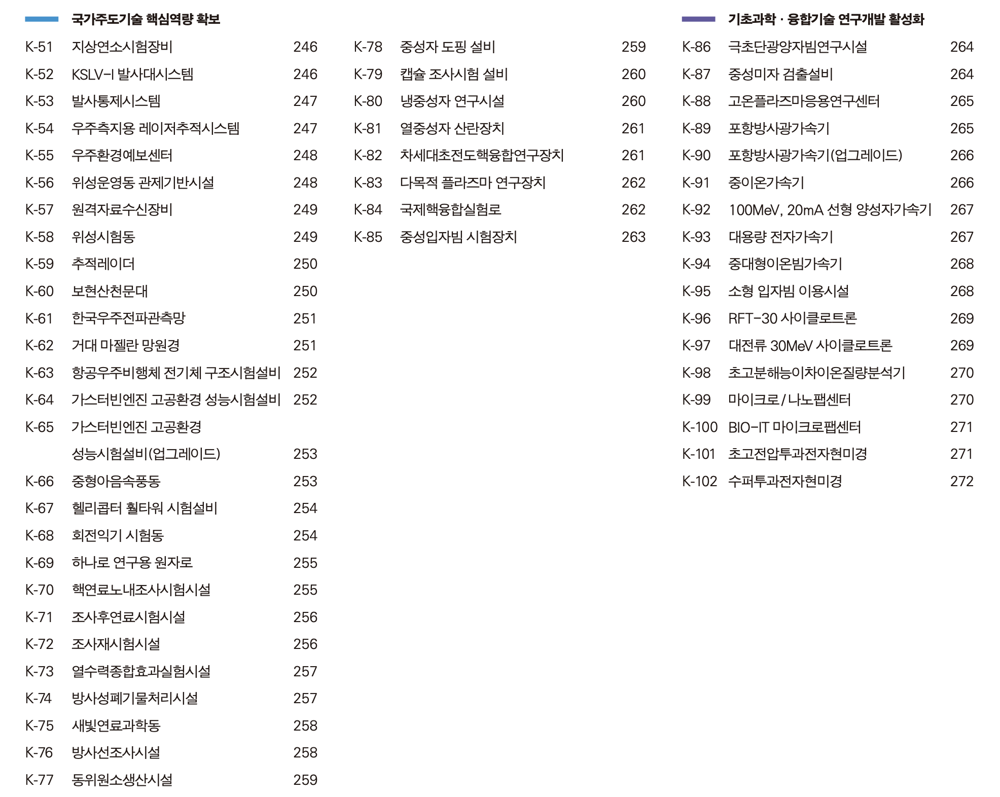 국가주도기술 핵심역량 확보
K-51 지상연소시험장비 246
K-52 KSLV-I 발사대시스템 246
K-53 발사통제시스템 247
K-54 우주측지용 레이저추적시스템 247
K-55 우주환경예보센터 248
K-56 위성운영동 관제기반시설 248
K-57 원격자료수신장비 249
K-58 위성시험동 249
K-59 추적레이더 250
K-60 보현산천문대 250
K-61 한국우주전파관측망 251
K-62 거대 마젤란 망원경 251
K-63 항공우주비행체 전기체 구조시험설비 252
K-64 가스터빈엔진 고공환경 성능시험설비 252
K-65 가스터빈엔진 고공환경
성능시험설비(업그레이드) 253
K-66 중형아음속풍동 253
K-67 헬리콥터 훨타워 시험설비 254
K-68 회전익기 시험동 254
K-69 하나로 연구용 원자로 255
K-70 핵연료노내조사시험시설 255
K-71 조사후연료시험시설 256
K-72 조사재시험시설 256
K-73 열수력종합효과실험시설 257
K-74 방사성폐기물처리시설 257
K-75 새빛연료과학동 258
K-76 방사선조사시설 258
K-77 동위원소생산시설 259
K-78 중성자 도핑 설비 259
K-79 캡슐 조사시험 설비 260
K-80 냉중성자 연구시설 260
K-81 열중성자 산란장치 261
K-82 차세대초전도핵융합연구장치 261
K-83 다목적 플라즈마 연구장치 262
K-84 국제핵융합실험로 262
K-85 중성입자빔 시험장치 263
기초과학 · 융합기술 연구개발 활성화
K-86 극초단광양자빔연구시설 264
K-87 중성미자 검출설비 264
K-88 고온플라즈마응용연구센터 265
K-89 포항방사광가속기 265
K-90 포항방사광가속기(업그레이드) 266
K-91 중이온가속기 266
K-92 100MeV, 20mA 선형 양성자가속기 267
K-93 대용량 전자가속기 267
K-94 중대형이온빔가속기 268
K-95 소형 입자빔 이용시설 268
K-96 RFT-30 사이클로트론 269
K-97 대전류 30MeV 사이클로트론 269
K-98 초고분해능이차이온질량분석기 270
K-99 마이크로/나노팹센터 270
K-100 BIO-IT 마이크로팹센터 271
K-101 초고전압투과전자현미경 271
K-102 수퍼투과전자현미경 272